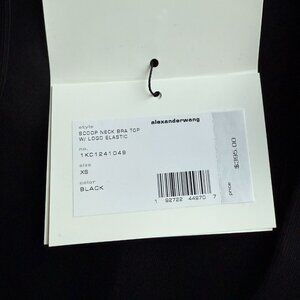 style
SCOOP NECK BRA TOP
W/ LOGO ELASTIC
no.
1KC1241048
size
XS
color
BLACK
alexanderwang
1 92722 44970 7
price
$395.00